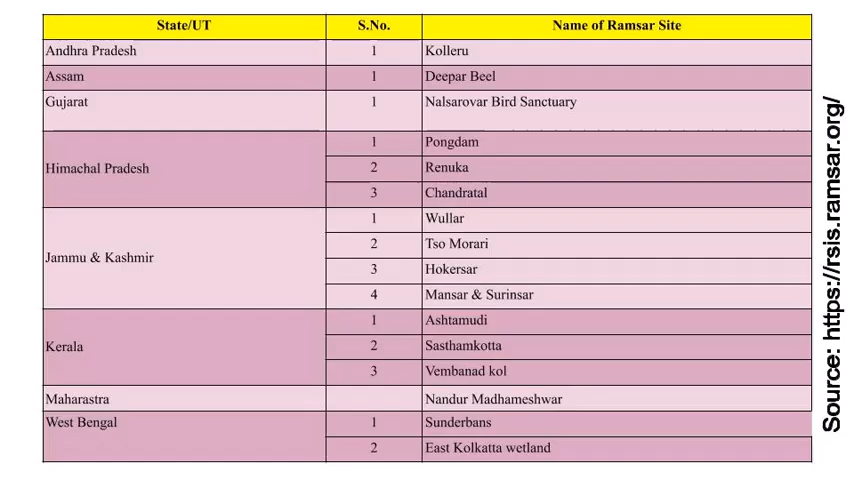 State/UT S.No. Name of Ramsar Site
Andhra Pradesh 1 Kolleru
Assam 1 Deepar Beel
Gujarat 1 Nalsarovar Bird Sanctuary
Himachal Pradesh 1 Pongdam
2 Renuka
3 Chandratal
Jammu & Kashmir 1 Wullar
2 Tso Morari
3 Hokersar
4 Mansar & Surinsar
Kerala 1 Ashtamudi
2 Sasthamkotta
3 Vembanad kol
Maharastra Nandur Madhameshwar
West Bengal 1 Sunderbans
2 East Kolkatta wetland
Source: https://rsis.ramsar.org/